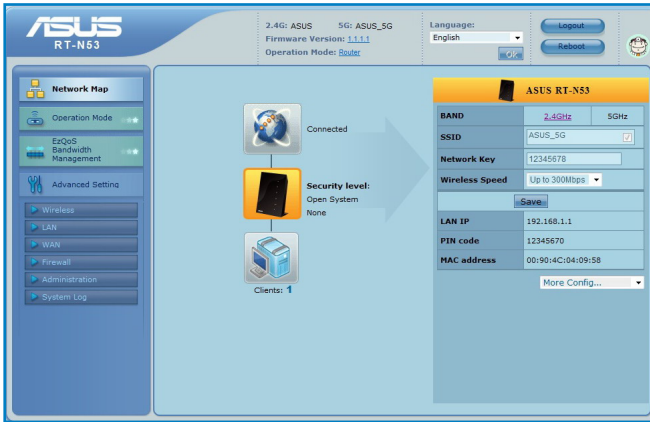 ASUS
RT-N53
2.4G: ASUS 5G: ASUS_5G
Firmware Version: 1.1.1.1
Operation Mode: Router
Language:
English
OK
Logout
Reboot
Network Map
Operation Mode
EzQoS
Bandwidth
Management
Advanced Setting
Wireless
LAN
WAN
Firewall
Administration
System Log
Connected
Security level:
Open System
None
Clients: 1
ASUS RT-N53
BAND 2.4GHz 5GHz
SSID ASUS_5G
Network Key 12345678
Wireless Speed Up to 300Mbps
Save
LAN IP 192.168.1.1
PIN code 12345670
MAC address 00:90:4C:04:09:58
More Config...